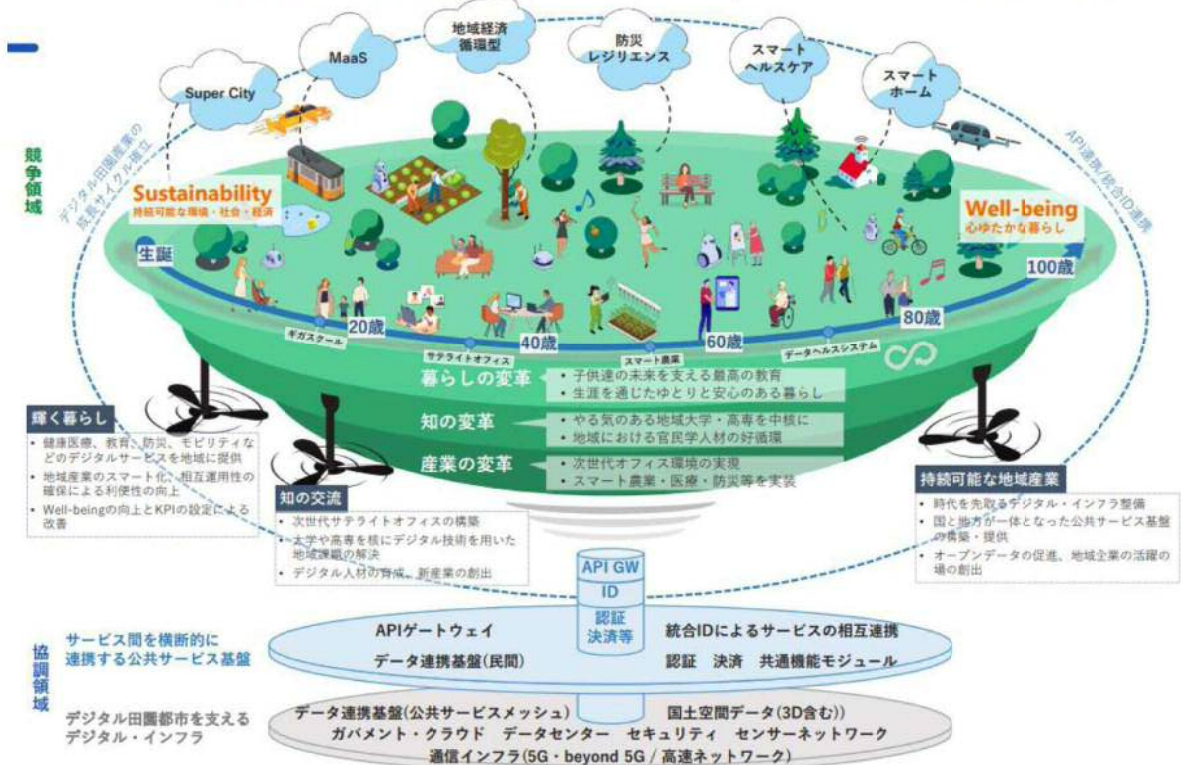 Super City
MaaS
地域経済
循環型
防災
レジリエンス
スマート
ヘルスケア
スマート
ホーム
競争領域
デジタル田園産業の
成長サイクル積立
API連携/統合ID連携
Sustainability
持続可能な環境・社会・経済
Well-being
心ゆたかな暮らし
生誕
20歳
40歳
60歳
80歳
100歳
ギガスクール
サテライトオフィス
スマート農業
データヘルスシステム
暮らしの変革
• 子供達の未来を支える最高の教育
• 生涯を通じたゆとりと安心のある暮らし
知の変革
• やる気のある地域大学・高専を中核に
• 地域における官民学人材の好循環
産業の変革
• 次世代オフィス環境の実現
• スマート農業・医療・防災等を実装
輝く暮らし
• 健康医療、教育、防災、モビリティな
どのデジタルサービスを地域に提供
• 地域産業のスマート化、相互運用性の
確保による利便性の向上
• Well-beingの向上とKPIの設定による
改善
知の交流
• 次世代サテライトオフィスの構築
• 大学や高専を核にデジタル技術を用いた
地域課題の解決
• デジタル人材の育成、新産業の創出
持続可能な地域産業
• 時代を先取るデジタル・インフラ整備
• 国と地方が一体となった公共サービス基盤
の構築・提供
• オープンデータの促進、地域企業の活躍の
場の創出
API GW
ID
認証
決済等
協調領域
サービス間を横断的に
連携する公共サービス基盤
APIゲートウェイ
統合IDによるサービスの相互連携
データ連携基盤(民間)
認証 決済 共通機能モジュール
デジタル田園都市を支える
デジタル・インフラ
データ連携基盤(公共サービスメッシュ)
国土空間データ(3D含む))
ガバメント・クラウド データセンター セキュリティ センサーネットワーク
通信インフラ(5G・beyond 5G / 高速ネットワーク)